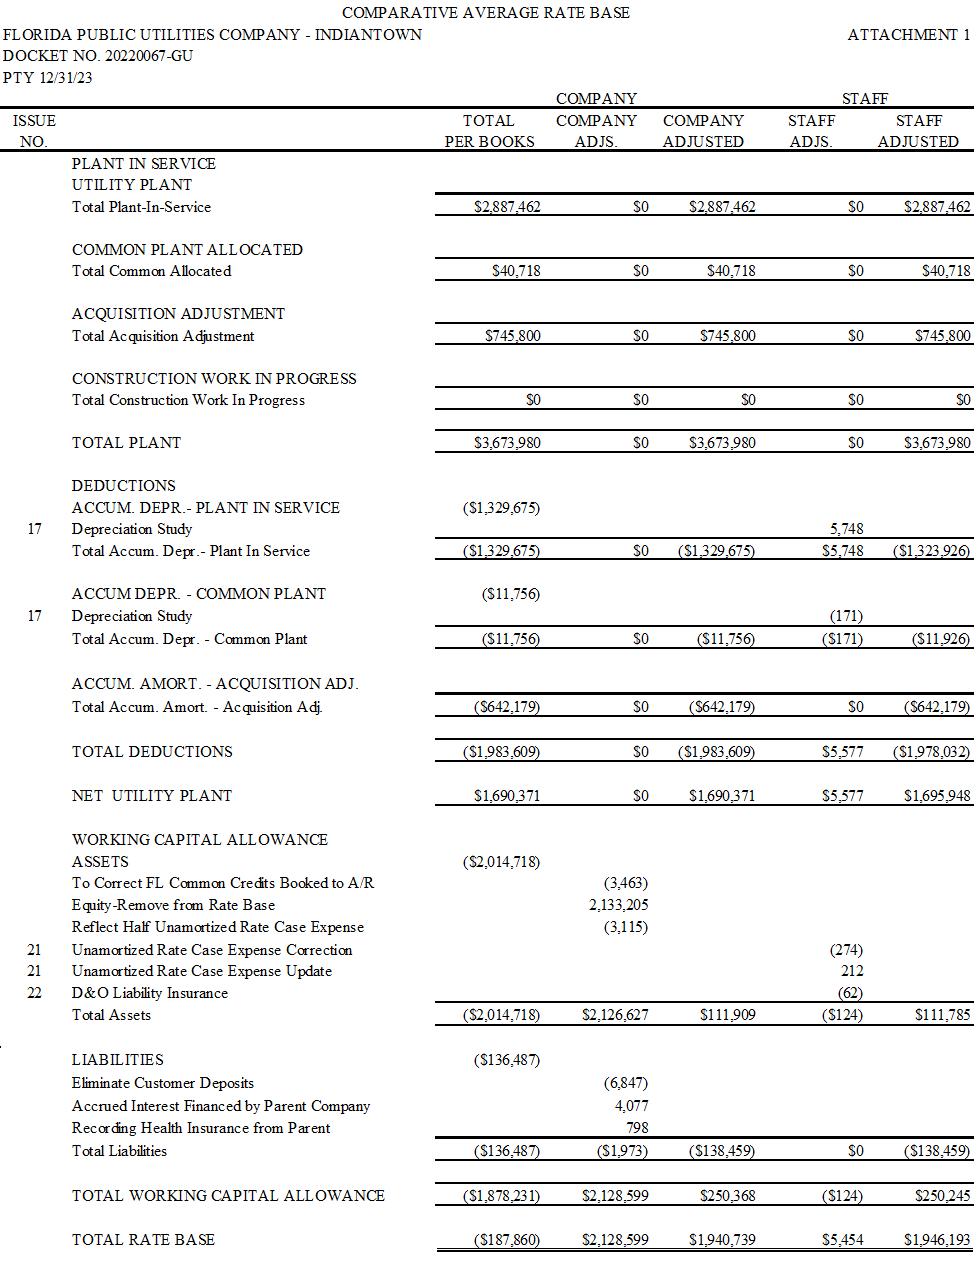 COMPARATIVE AVERAGE RATE BASE
FLORIDA PUBLIC UTILITIES COMPANY - INDIANTOWN ATTACHMENT 1
DOCKET NO. 20220067-GU
PTY 12/31/23
COMPANY STAFF
ISSUE TOTAL COMPANY COMPANY STAFF STAFF
NO. PER BOOKS ADJS. ADJUSTED ADJS. ADJUSTED
PLANT IN SERVICE
UTILITY PLANT
Total Plant-In-Service $2,887,462 $0 $2,887,462 $0 $2,887,462
COMMON PLANT ALLOCATED
Total Common Allocated $40,718 $0 $40,718 $0 $40,718
ACQUISITION ADJUSTMENT
Total Acquisition Adjustment $745,800 $0 $745,800 $0 $745,800
CONSTRUCTION WORK IN PROGRESS
Total Construction Work In Progress $0 $0 $0 $0 $0
TOTAL PLANT $3,673,980 $0 $3,673,980 $0 $3,673,980
DEDUCTIONS
ACCUM. DEPR.- PLANT IN SERVICE ($1,329,675)
17 Depreciation Study 5,748
Total Accum. Depr.- Plant In Service ($1,329,675) $0 ($1,329,675) $5,748 ($1,323,926)
ACCUM DEPR. - COMMON PLANT ($11,756)
17 Depreciation Study (171)
Total Accum. Depr. - Common Plant ($11,756) $0 ($11,756) ($171) ($11,926)
ACCUM. AMORT. - ACQUISITION ADJ.
Total Accum. Amort. - Acquisition Adj. ($642,179) $0 ($642,179) $0 ($642,179)
TOTAL DEDUCTIONS ($1,983,609) $0 ($1,983,609) $5,577 ($1,978,032)
NET UTILITY PLANT $1,690,371 $0 $1,690,371 $5,577 $1,695,948
WORKING CAPITAL ALLOWANCE
ASSETS ($2,014,718)
To Correct FL Common Credits Booked to A/R (3,463)
Equity-Remove from Rate Base 2,133,205
Reflect Half Unamortized Rate Case Expense (3,115)
21 Unamortized Rate Case Expense Correction (274)
21 Unamortized Rate Case Expense Update 212
22 D&O Liability Insurance (62)
Total Assets ($2,014,718) $2,126,627 $111,909 ($124) $111,785
LIABILITIES ($136,487)
Eliminate Customer Deposits (6,847)
Accrued Interest Financed by Parent Company 4,077
Recording Health Insurance from Parent 798
Total Liabilities ($136,487) ($1,973) ($138,459) $0 ($138,459)
TOTAL WORKING CAPITAL ALLOWANCE ($1,878,231) $2,128,599 $250,368 ($124) $250,245
TOTAL RATE BASE ($187,860) $2,128,599 $1,940,739 $5,454 $1,946,193